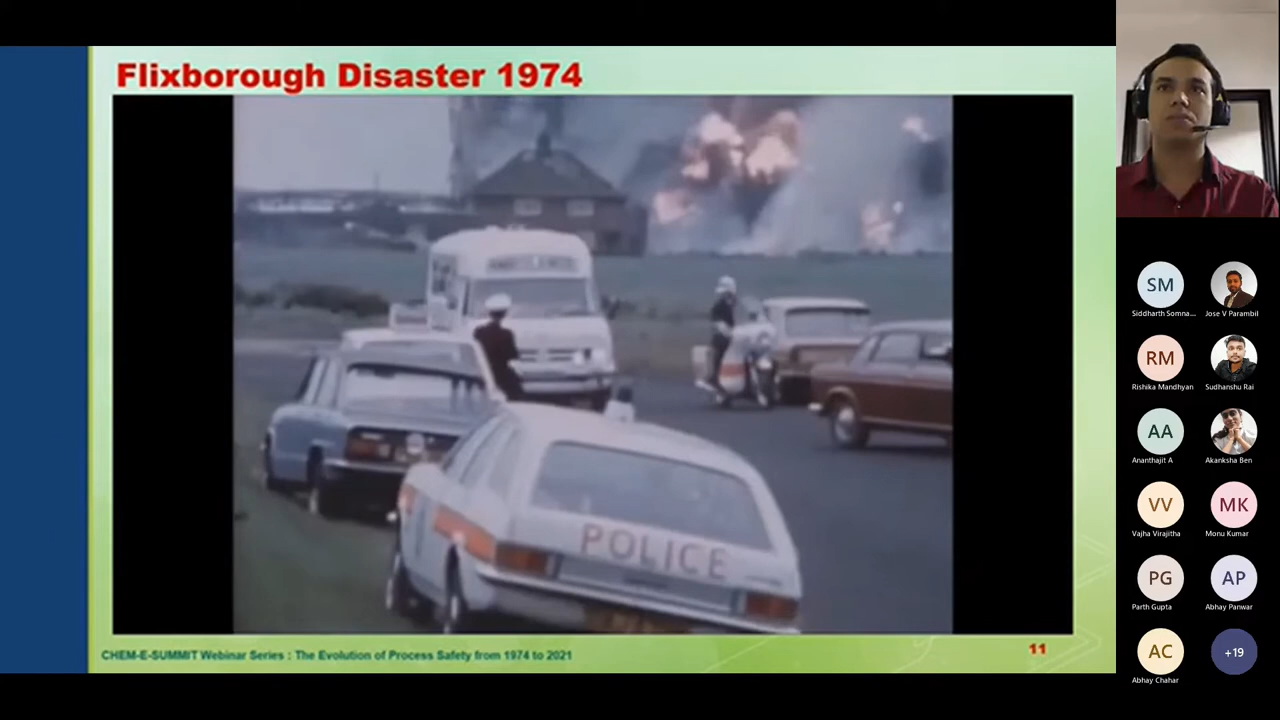 Flixborough Disaster 1974
AMBULANCE
POLICE
CHEM-E-SUMMIT Webinar Series : The Evolution of Process Safety from 1974 to 2021
11
SM
Siddharth Somna...
Jose V Parambil
RM
Rishika Mandhyan
Sudhanshu Rai
AA
Ananthajit A
Akanksha Ben
VV
Vajha Virajitha
MK
Monu Kumar
PG
Parth Gupta
AP
Abhay Panwar
AC
Abhay Chahar
+19